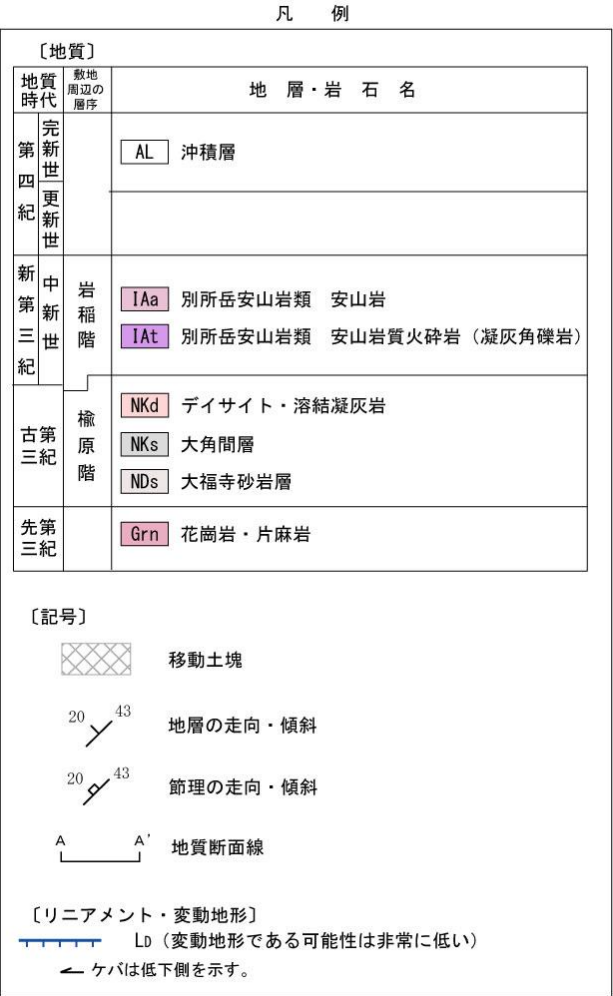 凡 例
〔地質〕
地質時代 敷地周辺の層序 地 層・岩 石 名
第四紀 完新世 AL 沖積層
更新世
新第三紀 中新世 岩稲階 IAa 別所岳安山岩類 安山岩
IAt 別所岳安山岩類 安山岩質火砕岩（凝灰角礫岩）
古第三紀 楡原階 NKd デイサイト・溶結凝灰岩
NKs 大角間層
NDs 大福寺砂岩層
先第三紀 Grn 花崗岩・片麻岩
〔記号〕
移動土塊
20 43 地層の走向・傾斜
20 43 節理の走向・傾斜
A A' 地質断面線
〔リニアメント・変動地形〕
LD（変動地形である可能性は非常に低い）
ケバは低下側を示す。